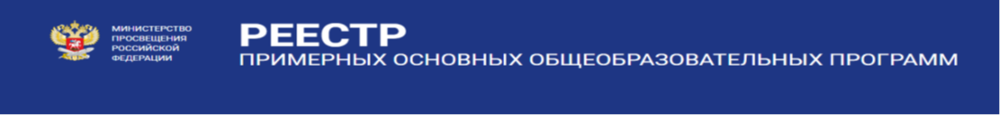 МИНИСТЕРСТВО
ПРОСВЕЩЕНИЯ
РОССИЙСКОЙ
ФЕДЕРАЦИИ
РЕЕСТР
ПРИМЕРНЫХ ОСНОВНЫХ ОБЩЕОБРАЗОВАТЕЛЬНЫХ ПРОГРАММ